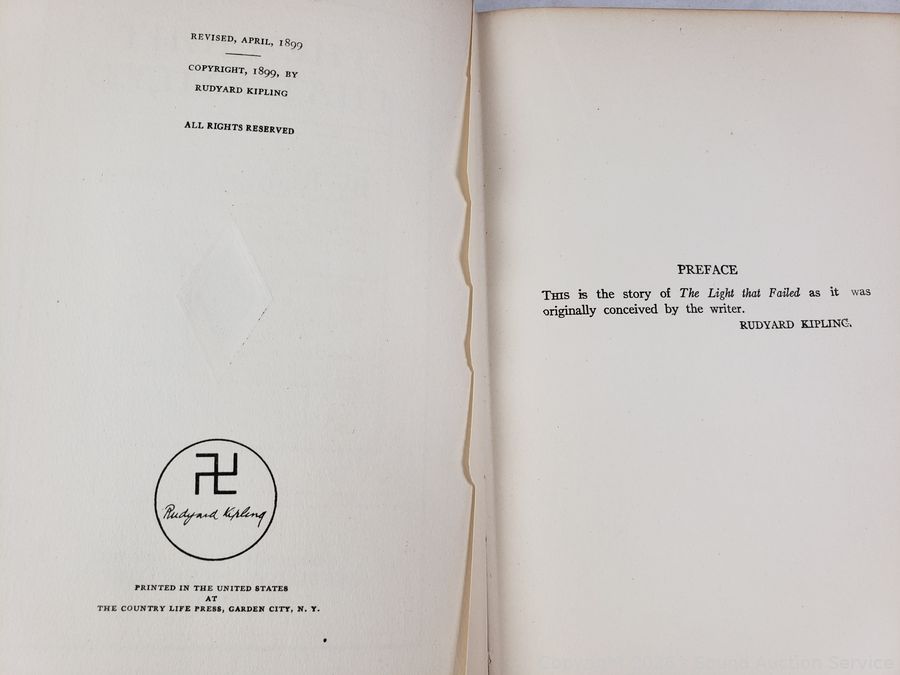 REVISED, APRIL, 1899
COPYRIGHT, 1899, BY
RUDYARD KIPLING
ALL RIGHTS RESERVED
Rudyard Kipling
PRINTED IN THE UNITED STATES
AT
THE COUNTRY LIFE PRESS, GARDEN CITY, N. Y.
PREFACE
THIS is the story of The Light that Failed as it was
originally conceived by the writer.
RUDYARD KIPLING.
Sound Auction Service